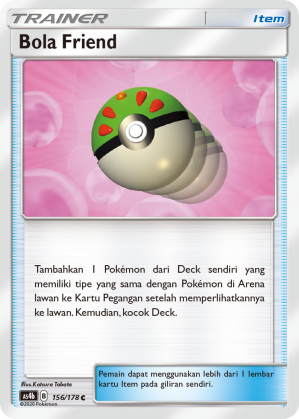 TRAINER Item
Bola Friend
Tambahkan 1 Pokémon dari Deck sendiri yang
memiliki tipe yang sama dengan Pokémon di Arena
lawan ke Kartu Pegangan setelah memperlihatkannya
ke lawan. Kemudian, kocok Deck.
Pemain dapat menggunakan lebih dari 1 lembar
kartu Item pada giliran sendiri.
Ilus.Katsura Tabata
AS4b D 156/178 C
©2020 Pokémon